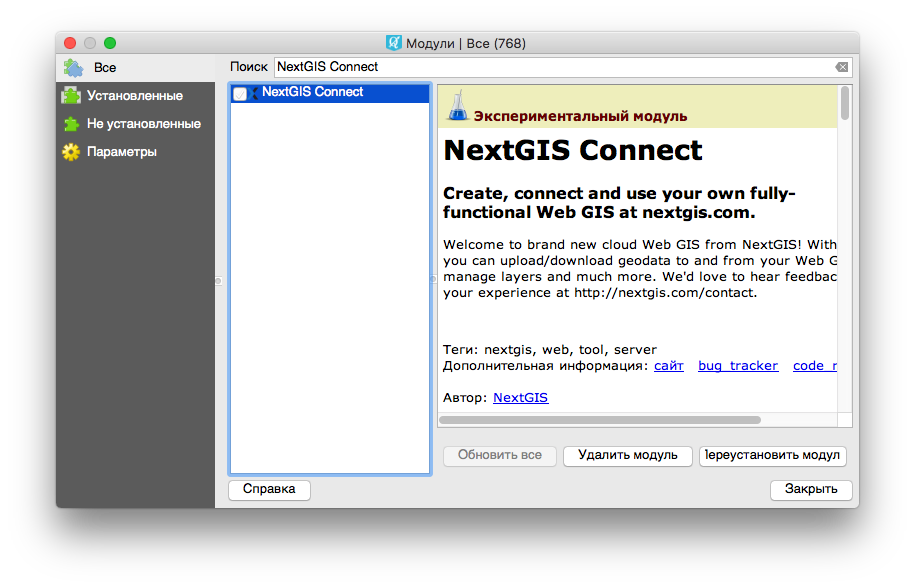 Модули | Все (768)
Все
Установленные
Не установленные
Параметры
Поиск
NextGIS Connect
NextGIS Connect
Экспериментальный модуль
NextGIS Connect
Create, connect and use your own fully-
functional Web GIS at nextgis.com.
Welcome to brand new cloud Web GIS from NextGIS! With
you can upload/download geodata to and from your Web G
manage layers and much more. We'd love to hear feedbac
your experience at http://nextgis.com/contact.
Теги: nextgis, web, tool, server
Дополнительная информация: сайт bug tracker code r
Автор: NextGIS
Обновить все
Удалить модуль
Переустановить модул
Справка
Закрыть